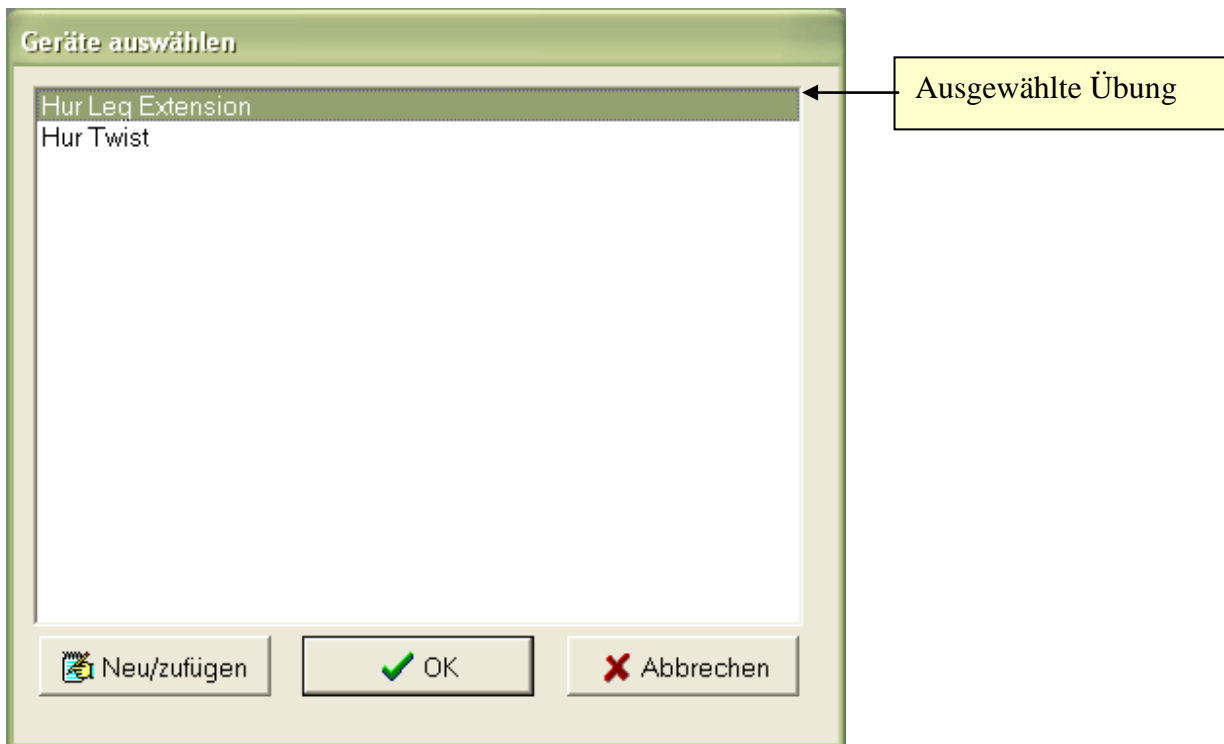 Geräte auswählen
Ausgewählte Übung
Hur Leg Extension
Hur Twist
Neu/zufügen
OK
Abbrechen